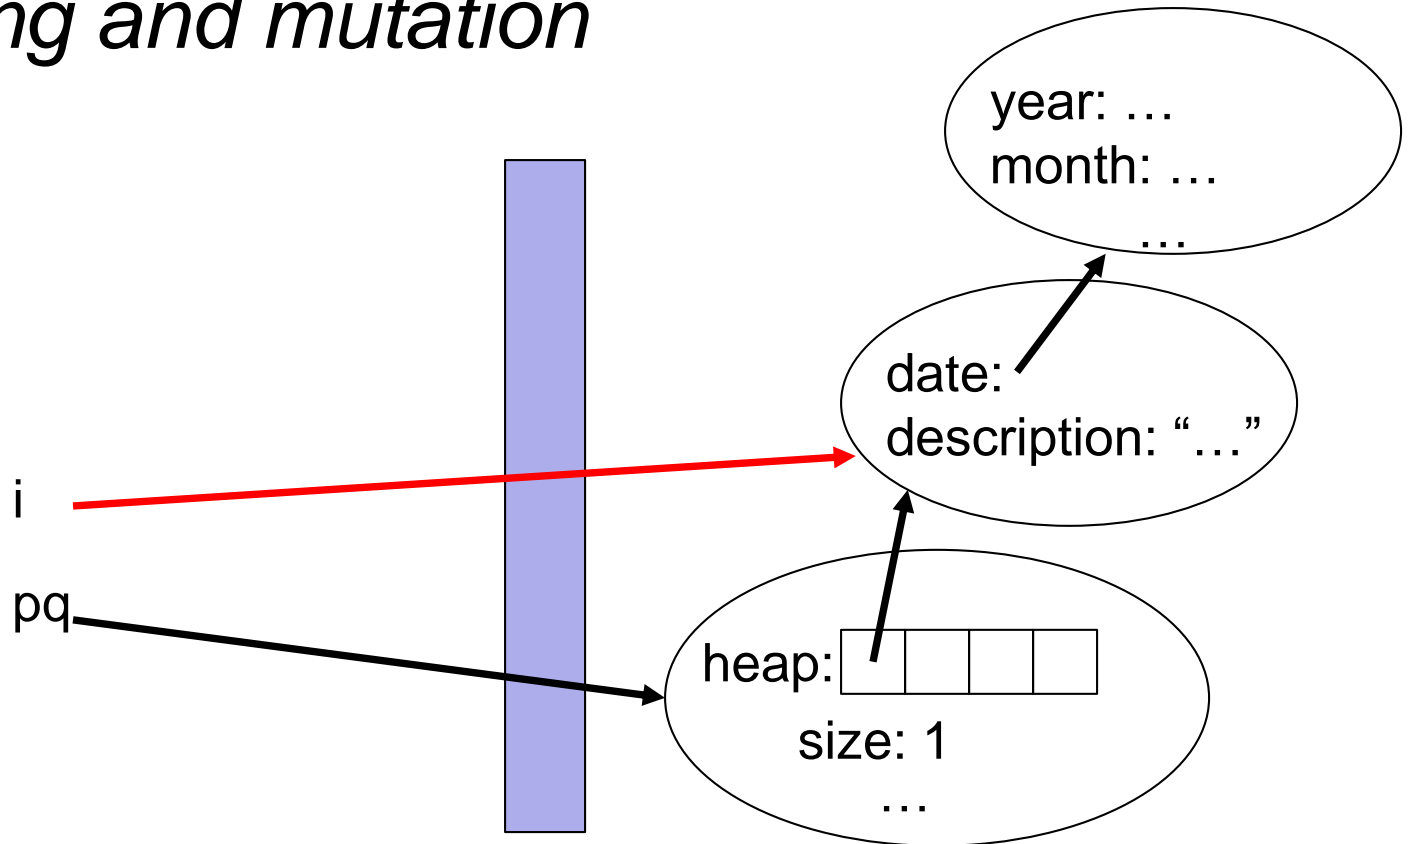 ng and mutation
year: …
month: …
…
date:
description: “…”
i
pq
heap:
size: 1
…